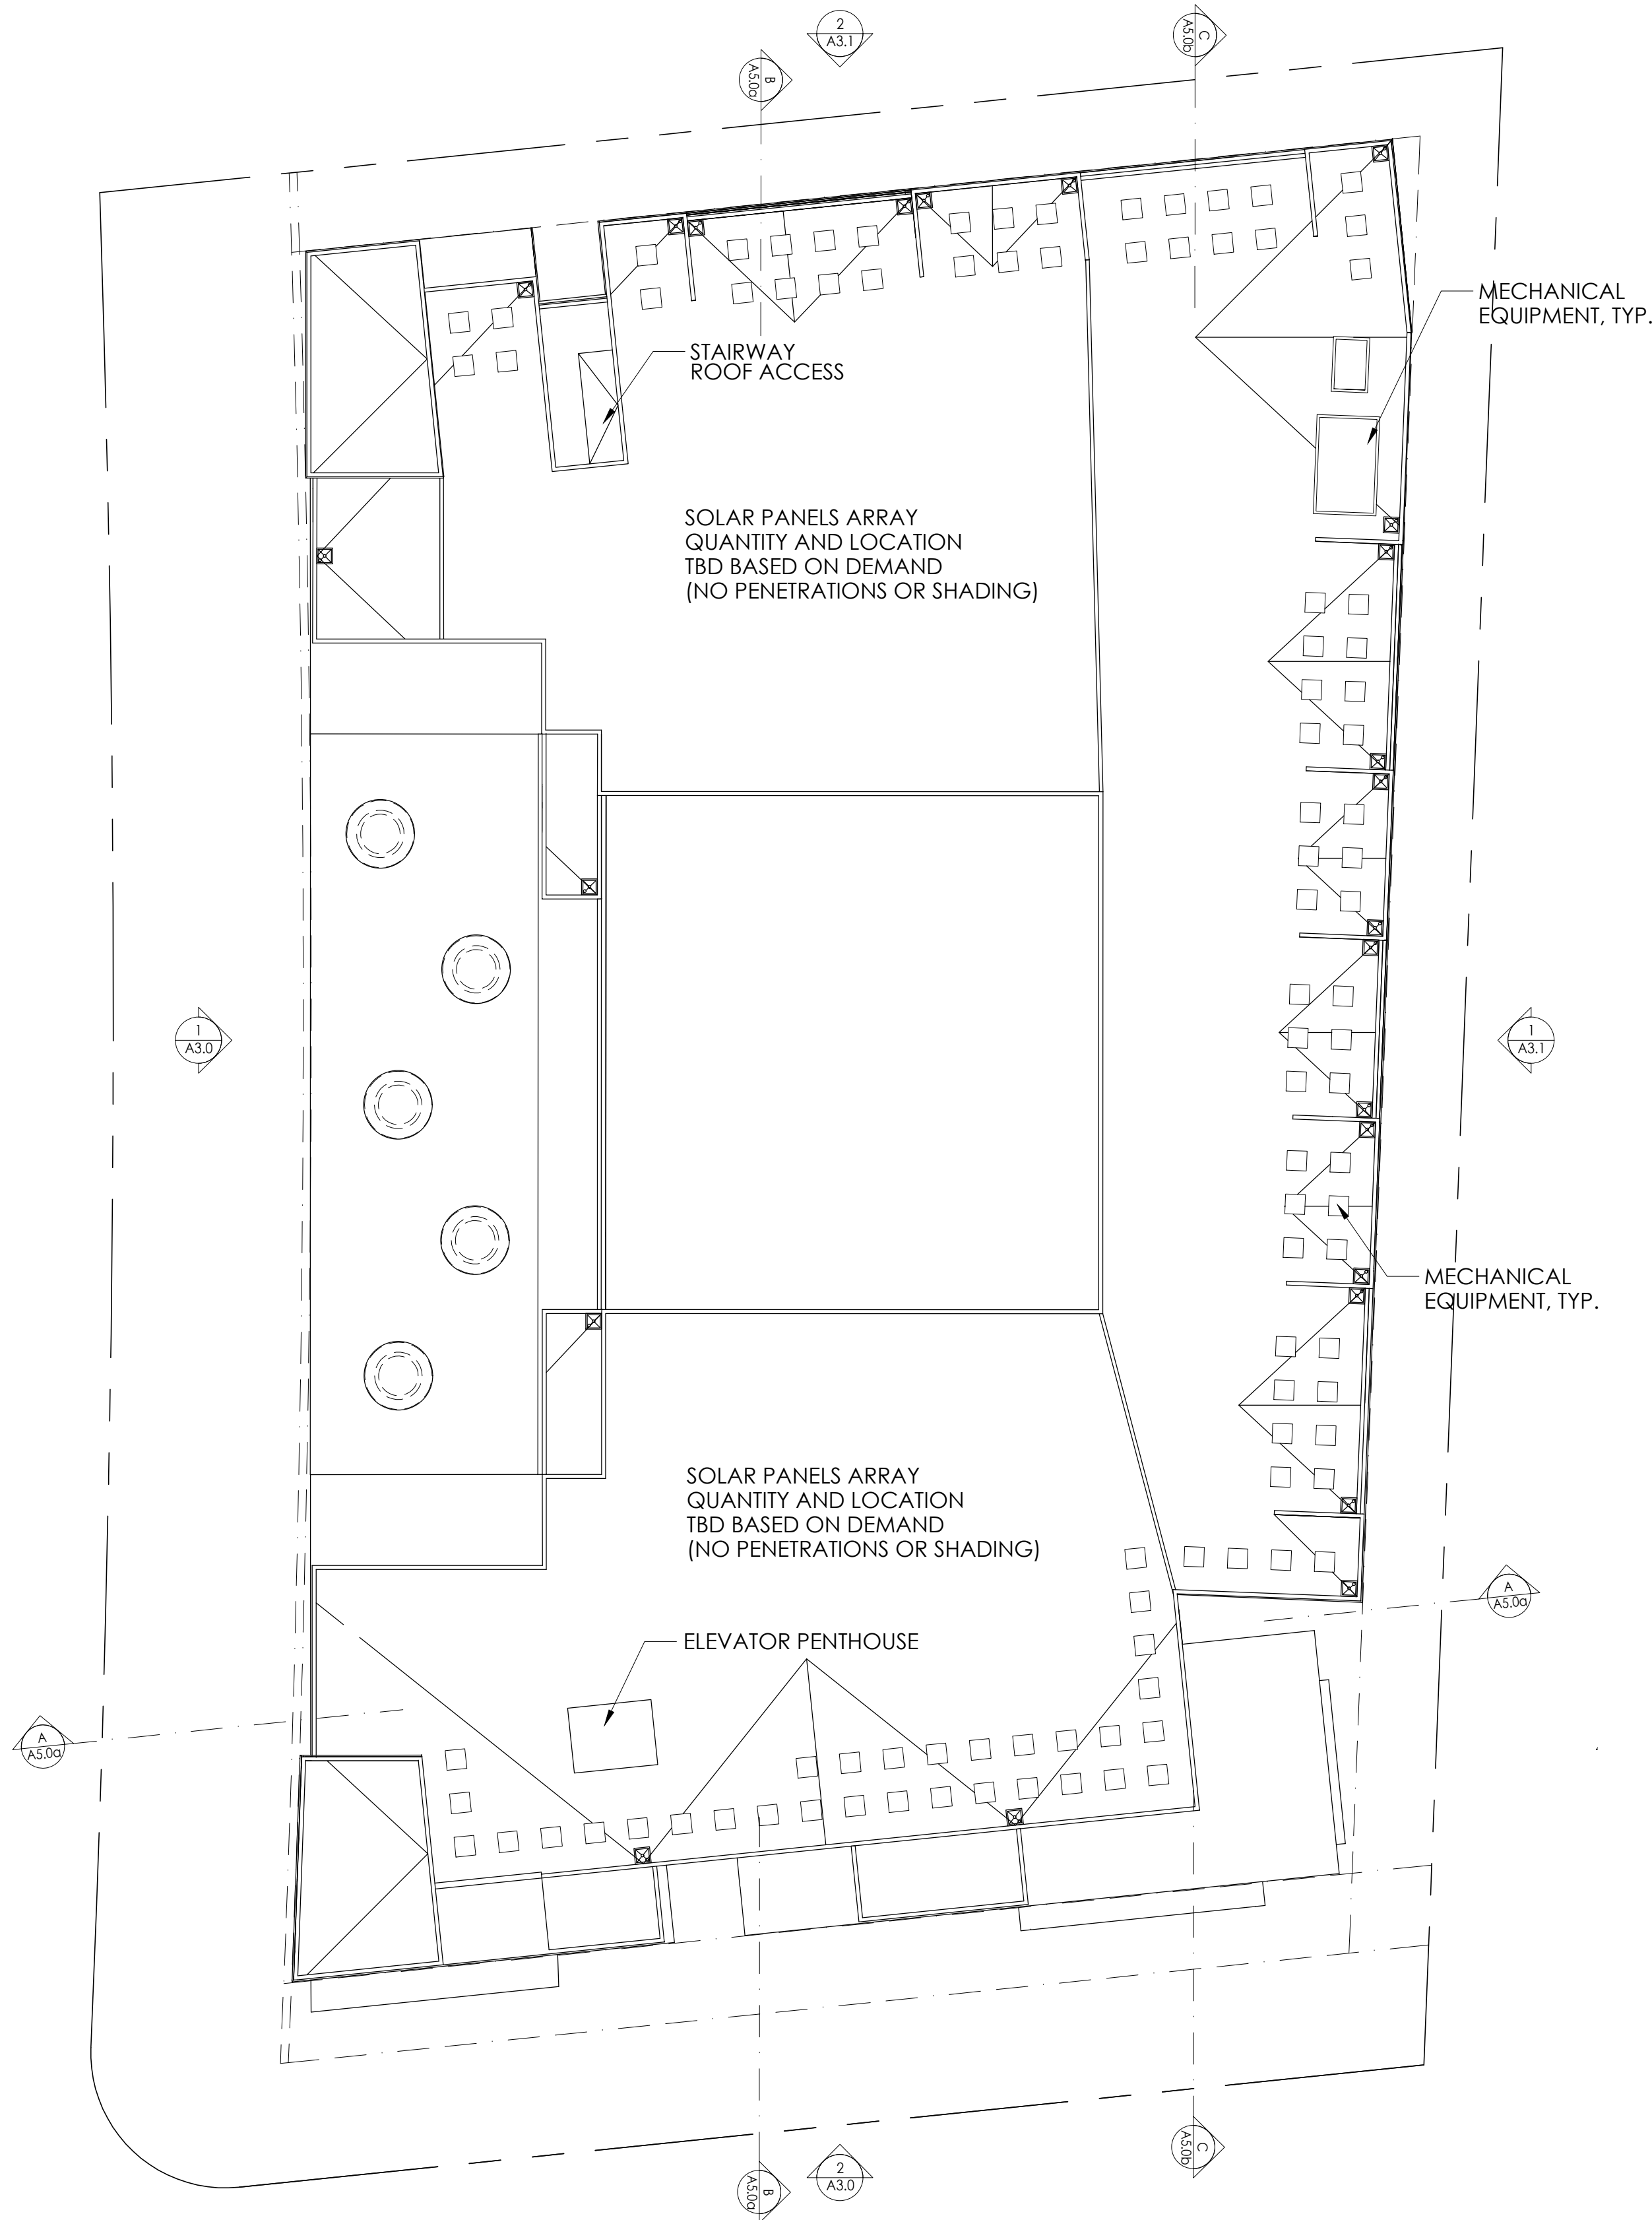 2
A3.1
C
A5.0b
B
A5.0a
MECHANICAL
EQUIPMENT, TYP.
STAIRWAY
ROOF ACCESS
SOLAR PANELS ARRAY
QUANTITY AND LOCATION
TBD BASED ON DEMAND
(NO PENETRATIONS OR SHADING)
1
A3.0
1
A3.1
MECHANICAL
EQUIPMENT, TYP.
SOLAR PANELS ARRAY
QUANTITY AND LOCATION
TBD BASED ON DEMAND
(NO PENETRATIONS OR SHADING)
A
A5.0a
ELEVATOR PENTHOUSE
A
A5.0a
C
A5.0b
2
A3.0
B
A5.0a